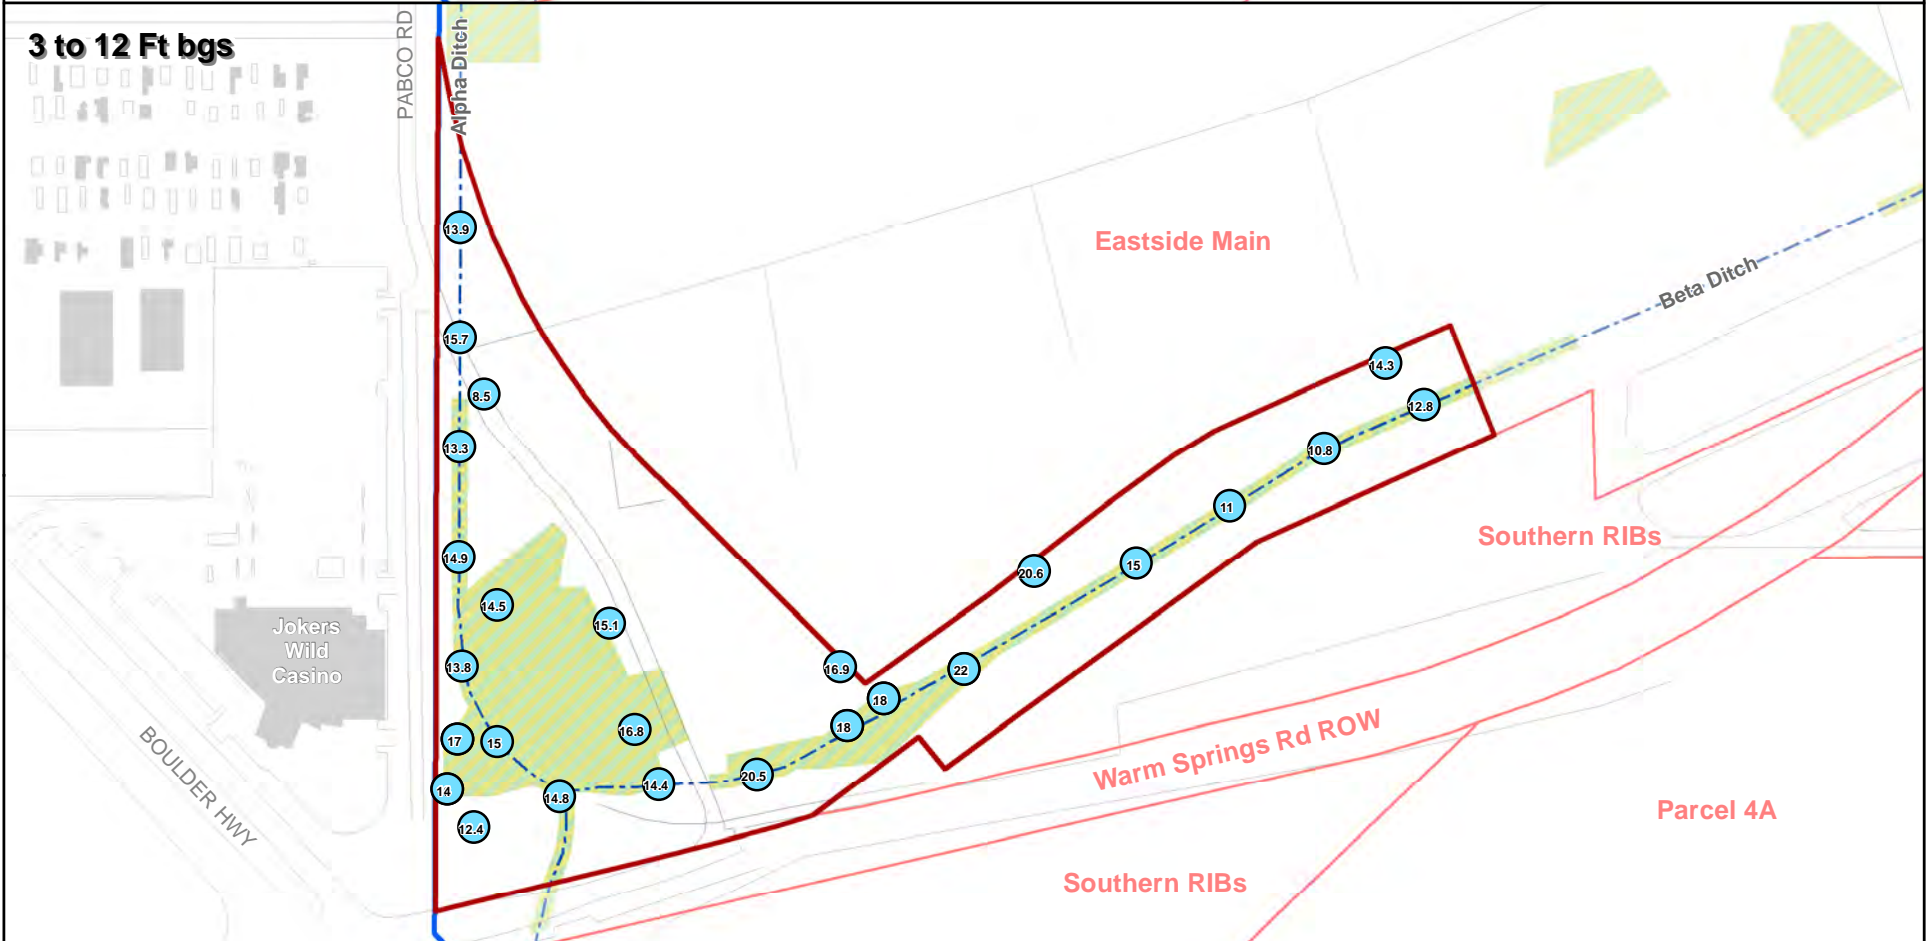 3 to 12 Ft bgs
PABCO RD
Alpha Ditch
13.9
Eastside Main
Beta Ditch
15.7
14.3
8.5
12.8
13.3
10.8
11
Southern RIBs
14.9
15
20.6
14.5
15.1
Jokers
Wild
Casino
13.8
16.9
22
18
18
16.8
17
15
Warm Springs Rd ROW
BOULDER HWY
20.5
14.4
14
14.8
12.4
Parcel 4A
Southern RIBs